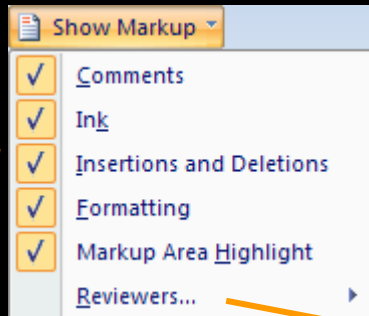 Show Markup
Comments
Ink
Insertions and Deletions
Formatting
Markup Area Highlight
Reviewers...